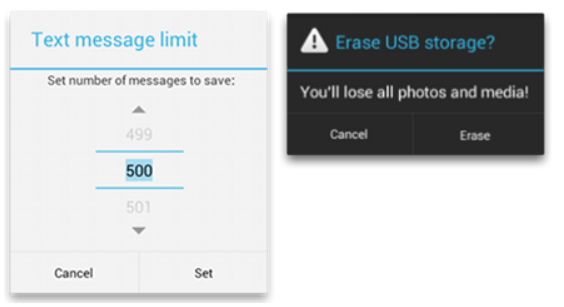 Text message limit
Set number of messages to save:
499
500
501
Cancel Set
Erase USB storage?
You'll lose all photos and media!
Cancel Erase